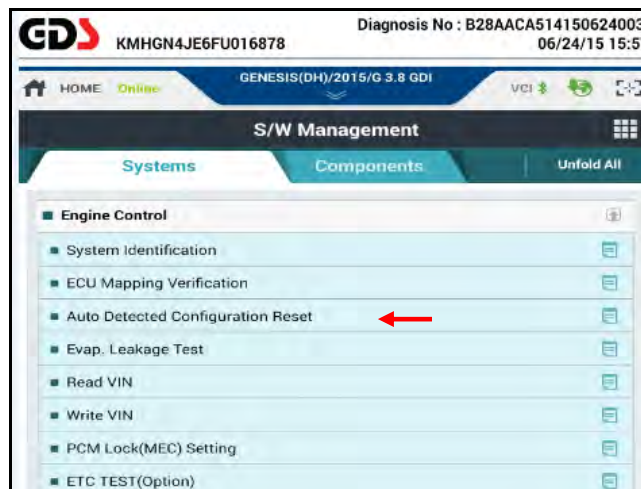 GDS KMHGN4JE6FU016878 Diagnosis No : B28AACA514150624003
06/24/15 15:5
HOME Online GENESIS(DH)/2015/G 3.8 GDI VCI
S/W Management
Systems Components Unfold All
Engine Control
System Identification
ECU Mapping Verification
Auto Detected Configuration Reset
Evap. Leakage Test
Read VIN
Write VIN
PCM Lock(MEC) Setting
ETC TEST(Option)